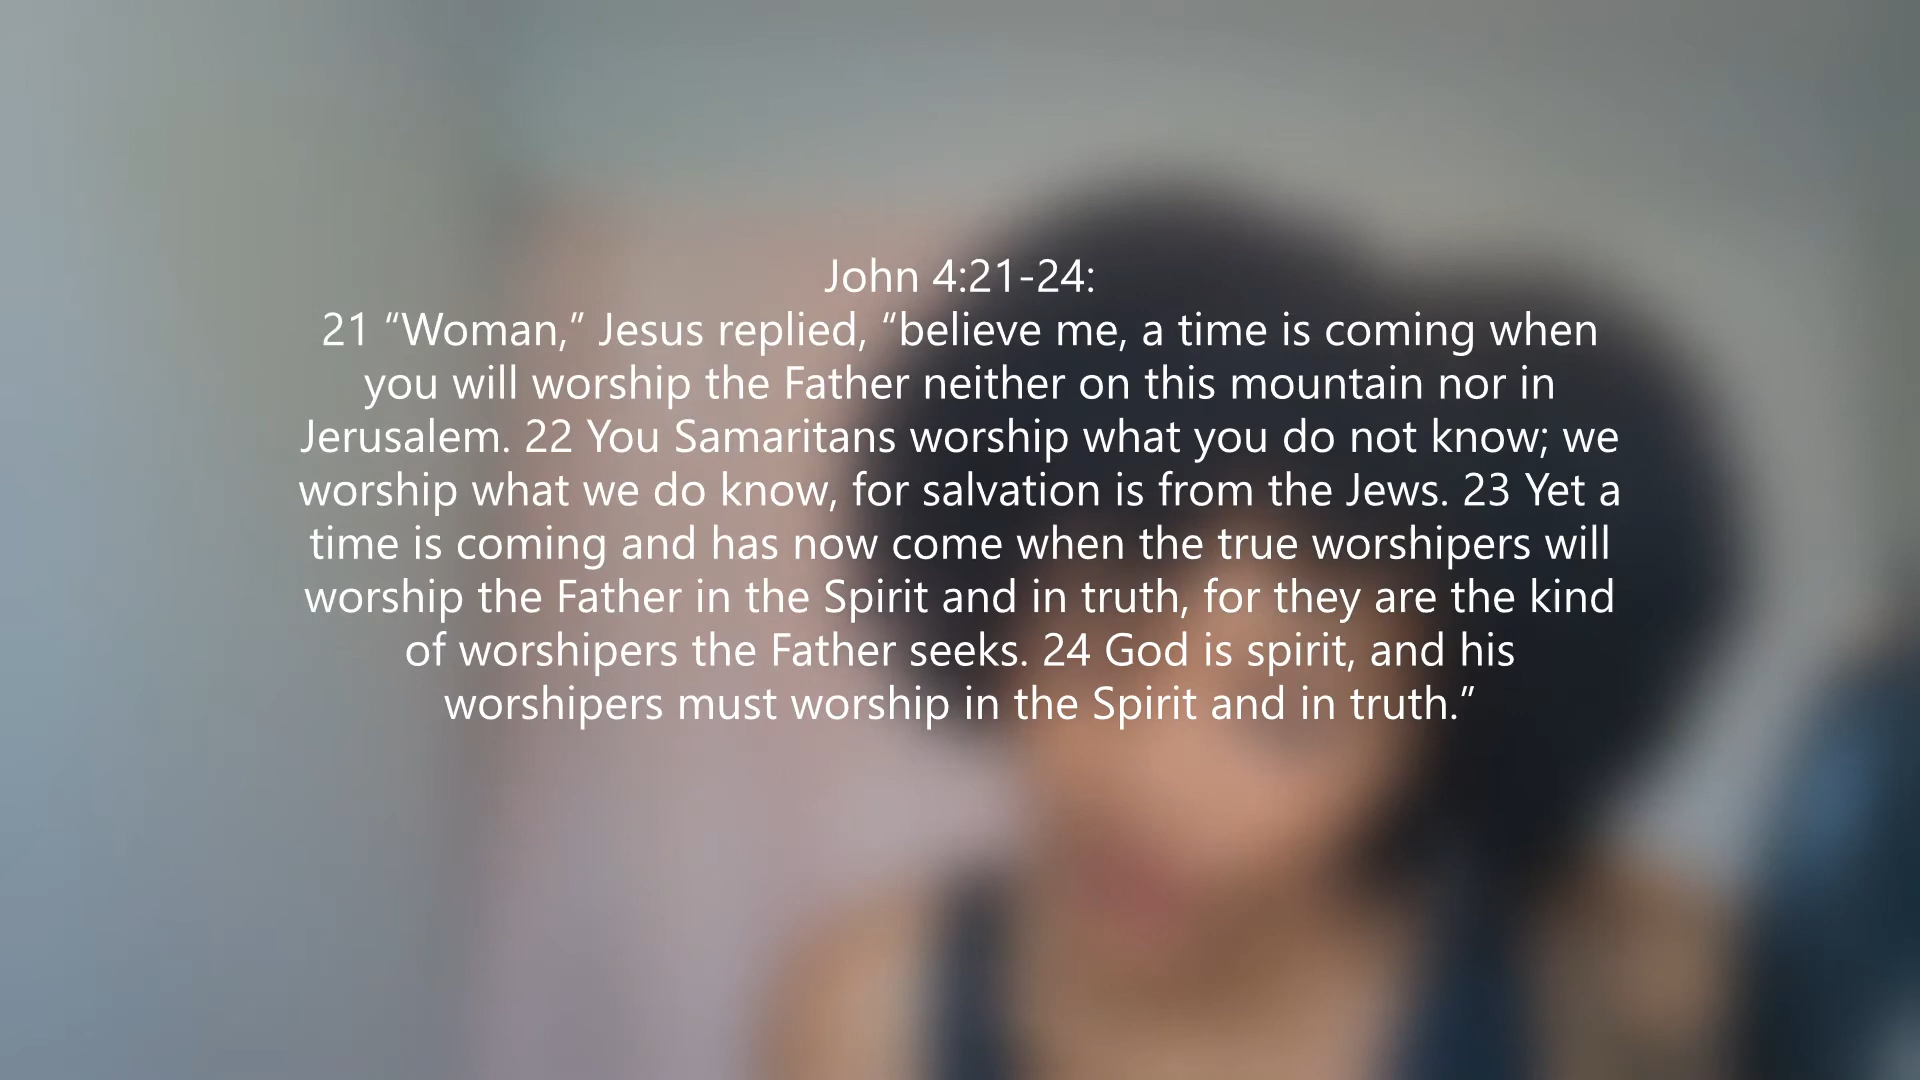 John 4:21-24:
21 “Woman,” Jesus replied, “believe me, a time is coming when
you will worship the Father neither on this mountain nor in
Jerusalem. 22 You Samaritans worship what you do not know; we
worship what we do know, for salvation is from the Jews. 23 Yet a
time is coming and has now come when the true worshipers will
worship the Father in the Spirit and in truth, for they are the kind
of worshipers the Father seeks. 24 God is spirit, and his
worshipers must worship in the Spirit and in truth.”